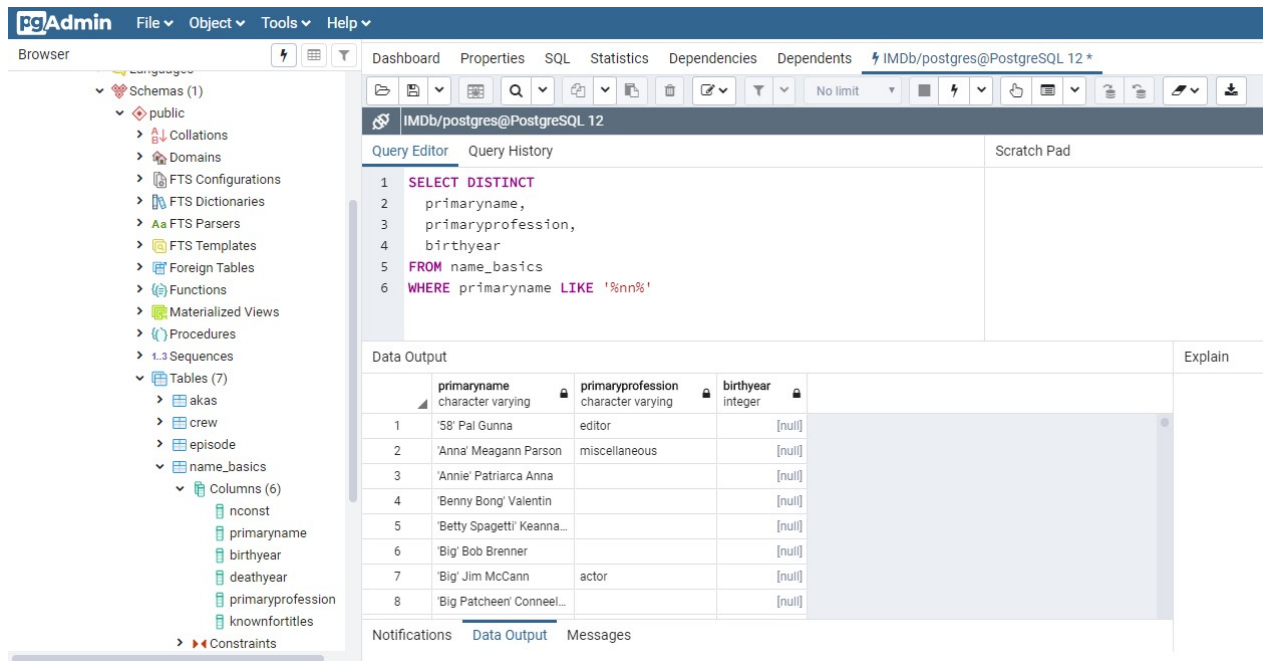 pgAdmin File Object Tools Help
Browser
Dashboard Properties SQL Statistics Dependencies Dependents IMDb/postgres@PostgreSQL 12 *
Languages
Schemas (1)
public
Collations
Domains
FTS Configurations
FTS Dictionaries
Aa FTS Parsers
FTS Templates
Foreign Tables
Functions
Materialized Views
Procedures
1..3 Sequences
Tables (7)
akas
crew
episode
name_basics
Columns (6)
nconst
primaryname
birthyear
deathyear
primaryprofession
knownfortitles
Constraints
No limit
IMDb/postgres@PostgreSQL 12
Query Editor Query History
Scratch Pad
1 SELECT DISTINCT
2 primaryname,
3 primaryprofession,
4 birthyear
5 FROM name_basics
6 WHERE primaryname LIKE '%nn%'
Data Output
Explain
primaryname primaryprofession birthyear
character varying character varying integer
1 '58' Pal Gunna editor [null]
2 'Anna' Meagann Parson miscellaneous [null]
3 'Annie' Patriarca Anna [null]
4 'Benny Bong' Valentin [null]
5 'Betty Spagetti' Keanna... [null]
6 'Big' Bob Brenner [null]
7 'Big' Jim McCann actor [null]
8 'Big Patcheen' Conneel... [null]
Notifications Data Output Messages